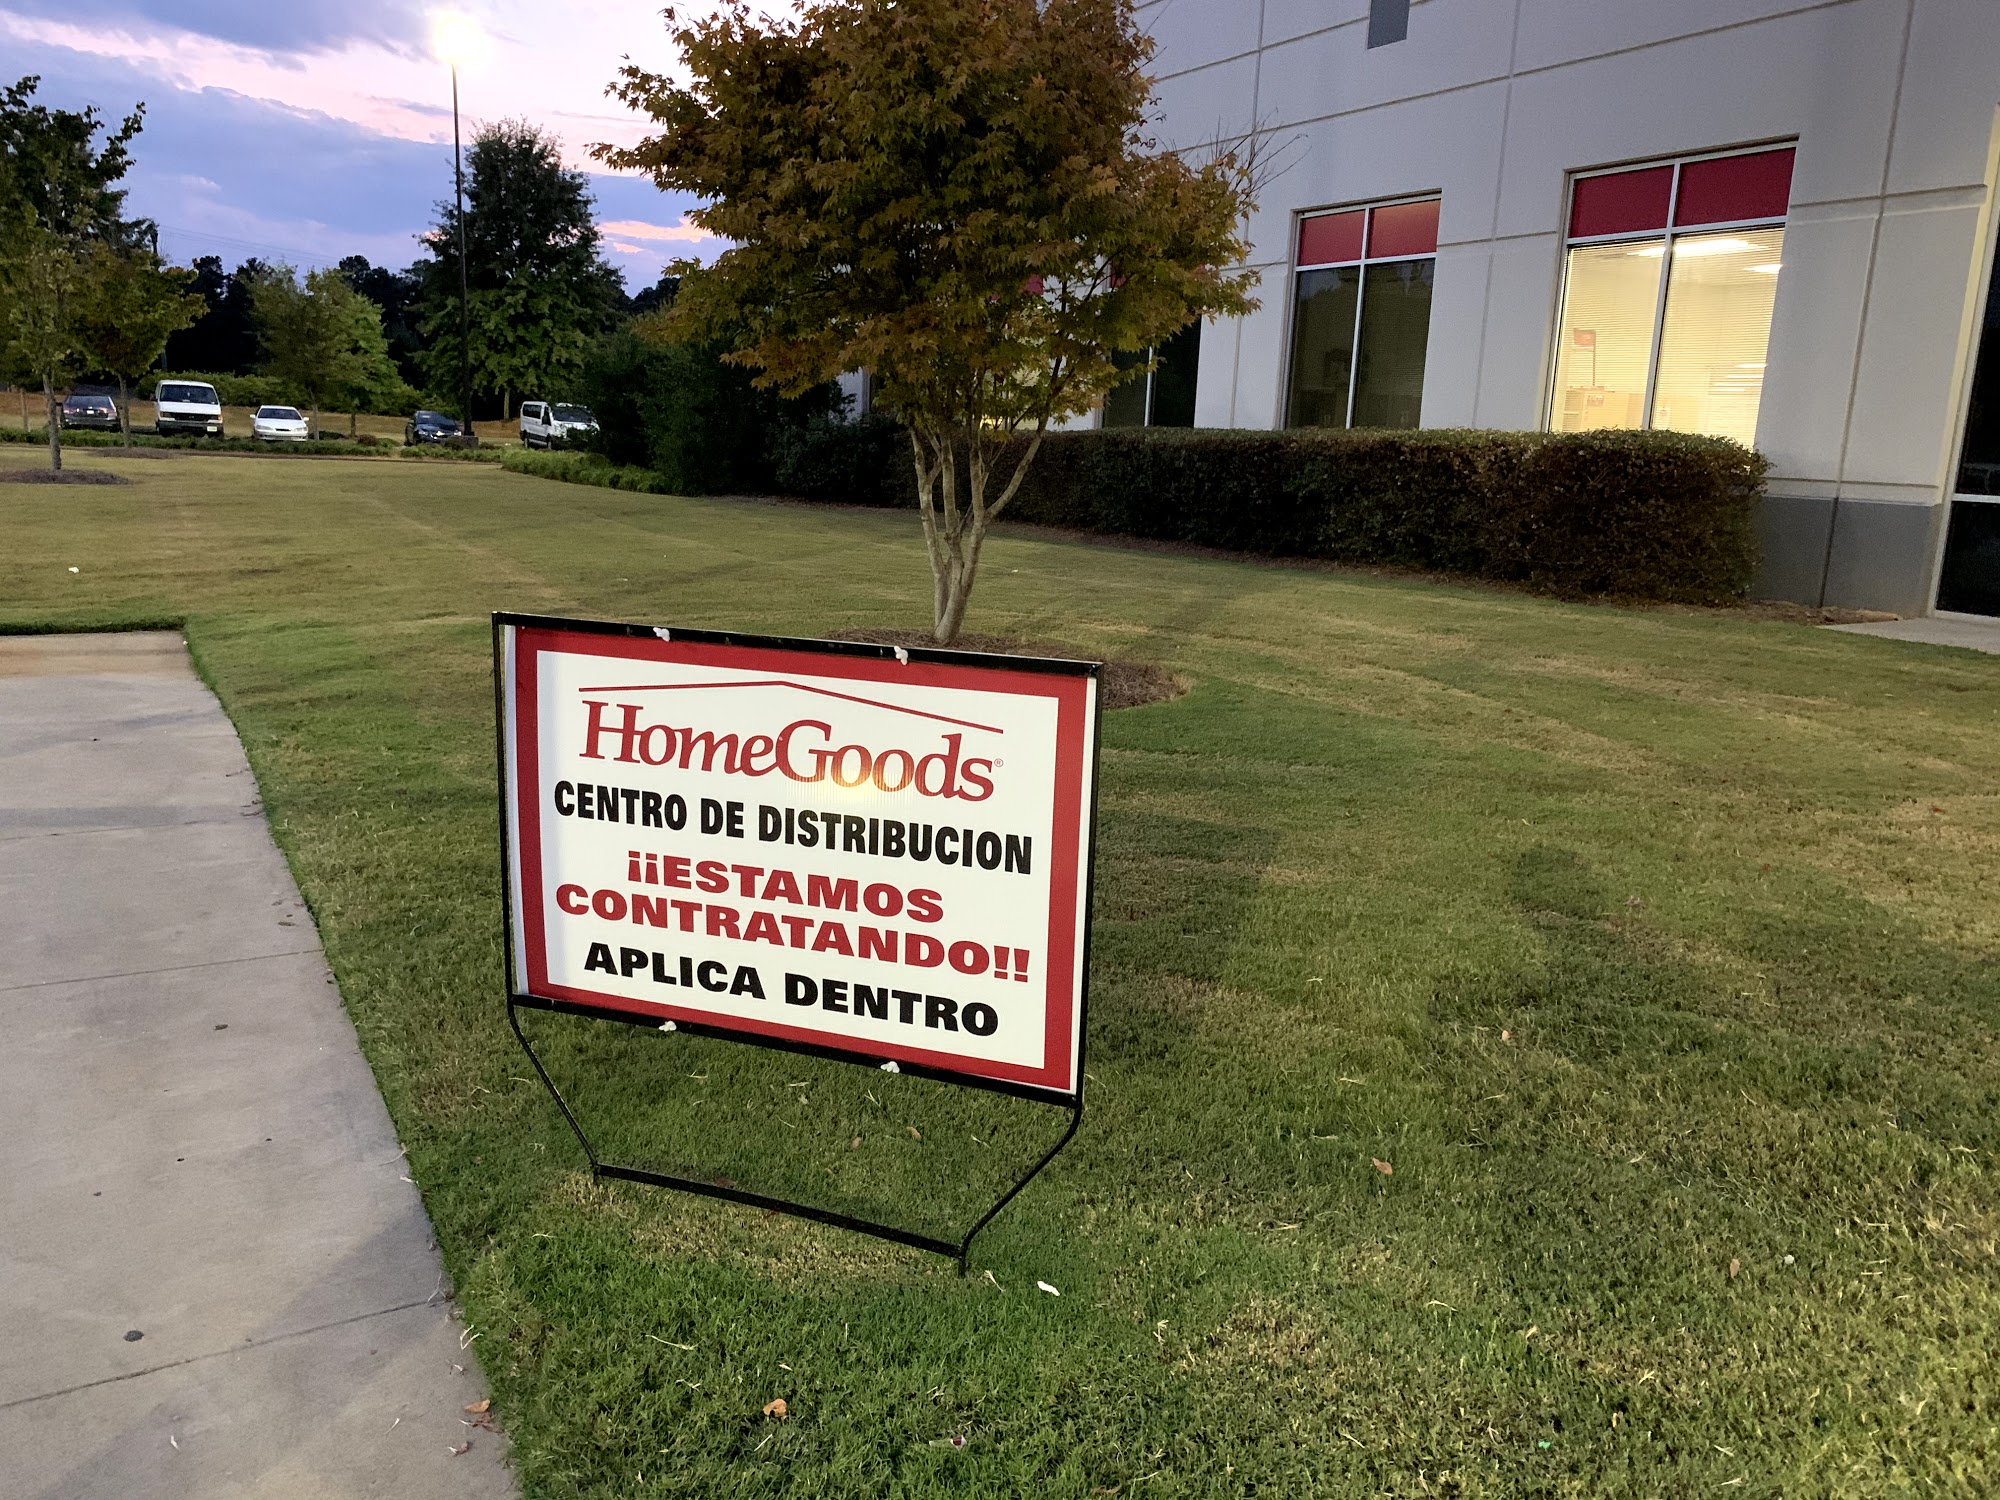 HomeGoods®
CENTRO DE DISTRIBUCION
¡¡ESTAMOS
CONTRATANDO!!
APLICA DENTRO